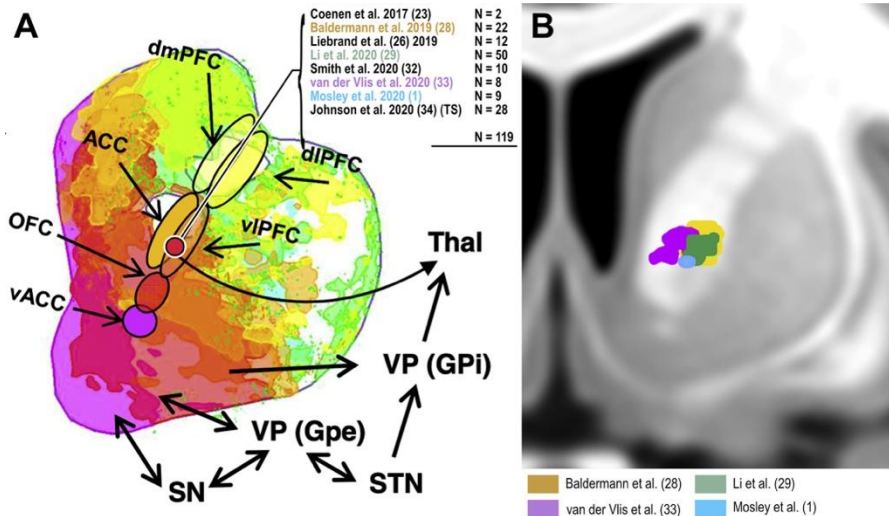 A
Coenen et al. 2017 (23) N = 2
Baldermann et al. 2019 (28) N = 22
Liebrand et al. (26) 2019 N = 12
Li et al. 2020 (29) N = 50
Smith et al. 2020 (32) N = 10
van der Vlis et al. 2020 (33) N = 8
Mosley et al. 2020 (1) N = 9
Johnson et al. 2020 (34) (TS) N = 28
N = 119
dmPFC
ACC
dlPFC
OFC
vlPFC
vACC
Thal
VP (GPi)
VP (Gpe)
SN
STN
B
Baldermann et al. (28)
Li et al. (29)
van der Vlis et al. (33)
Mosley et al. (1)